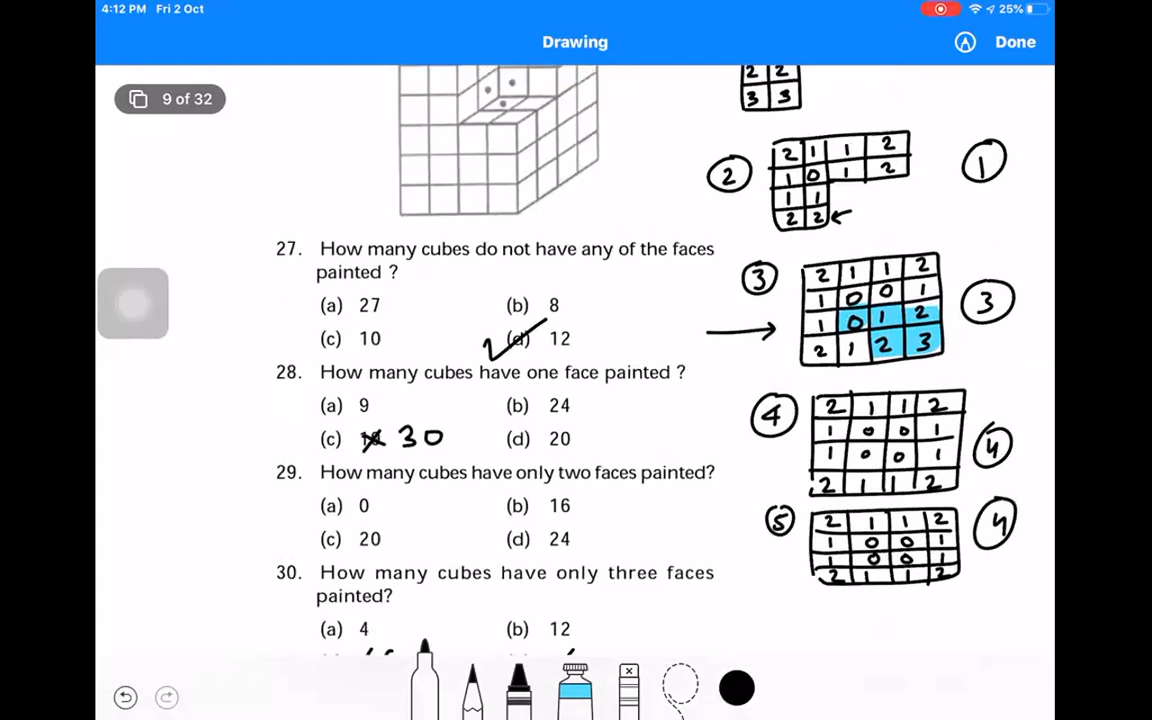 4:12 PM Fri 2 Oct
25%
Drawing
Done
9 of 32
2 2
3 3
2
2 1 1 2
1 0 1 2
1 1
2 2
1
27. How many cubes do not have any of the faces
painted ?
(a) 27 (b) 8
(c) 10 (d) 12
3
2 1 1 2
1 0 0 1
1 0 1 2
2 1 2 3
3
28. How many cubes have one face painted ?
(a) 9 (b) 24
(c) 30 (d) 20
4
2 1 1 2
1 0 0 1
1 0 0 1
2 1 1 2
4
29. How many cubes have only two faces painted?
(a) 0 (b) 16
(c) 20 (d) 24
5
2 1 1 2
1 0 0 1
1 0 0 1
2 1 1 2
4
30. How many cubes have only three faces
painted?
(a) 4 (b) 12